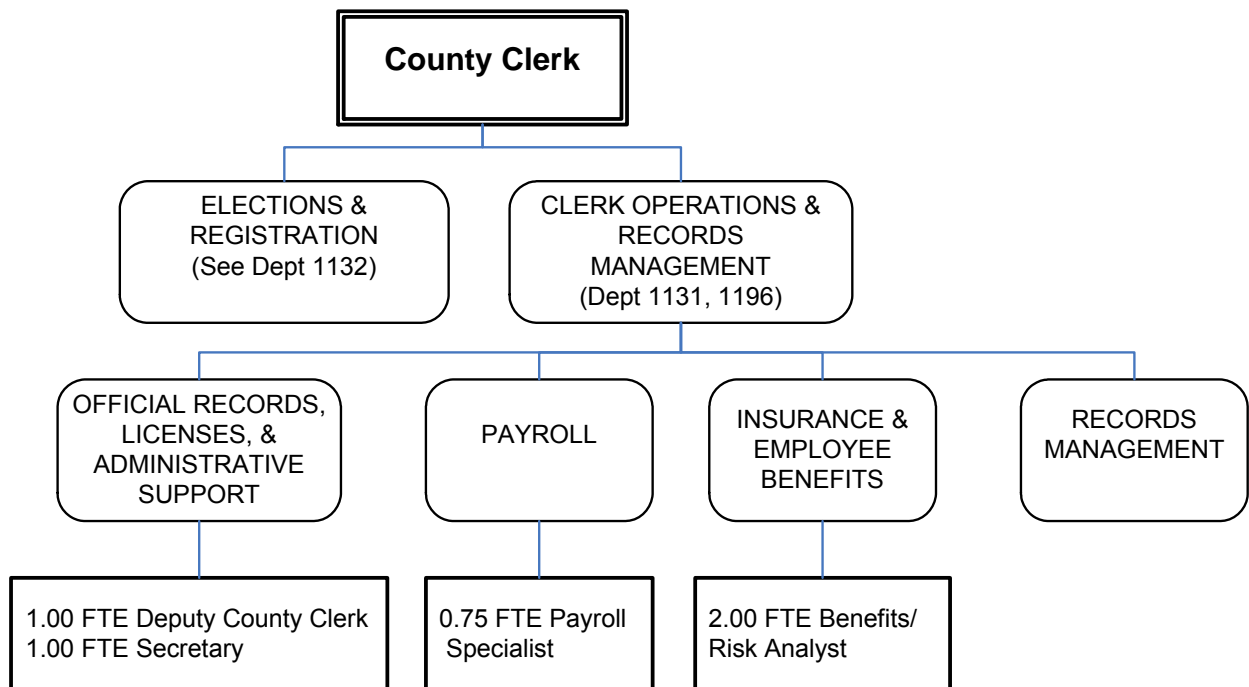 County Clerk
ELECTIONS &
REGISTRATION
(See Dept 1132)
CLERK OPERATIONS &
RECORDS
MANAGEMENT
(Dept 1131, 1196)
OFFICIAL RECORDS,
LICENSES, &
ADMINISTRATIVE
SUPPORT
PAYROLL
INSURANCE &
EMPLOYEE
BENEFITS
RECORDS
MANAGEMENT
1.00 FTE Deputy County Clerk
1.00 FTE Secretary
0.75 FTE Payroll
Specialist
2.00 FTE Benefits/
Risk Analyst